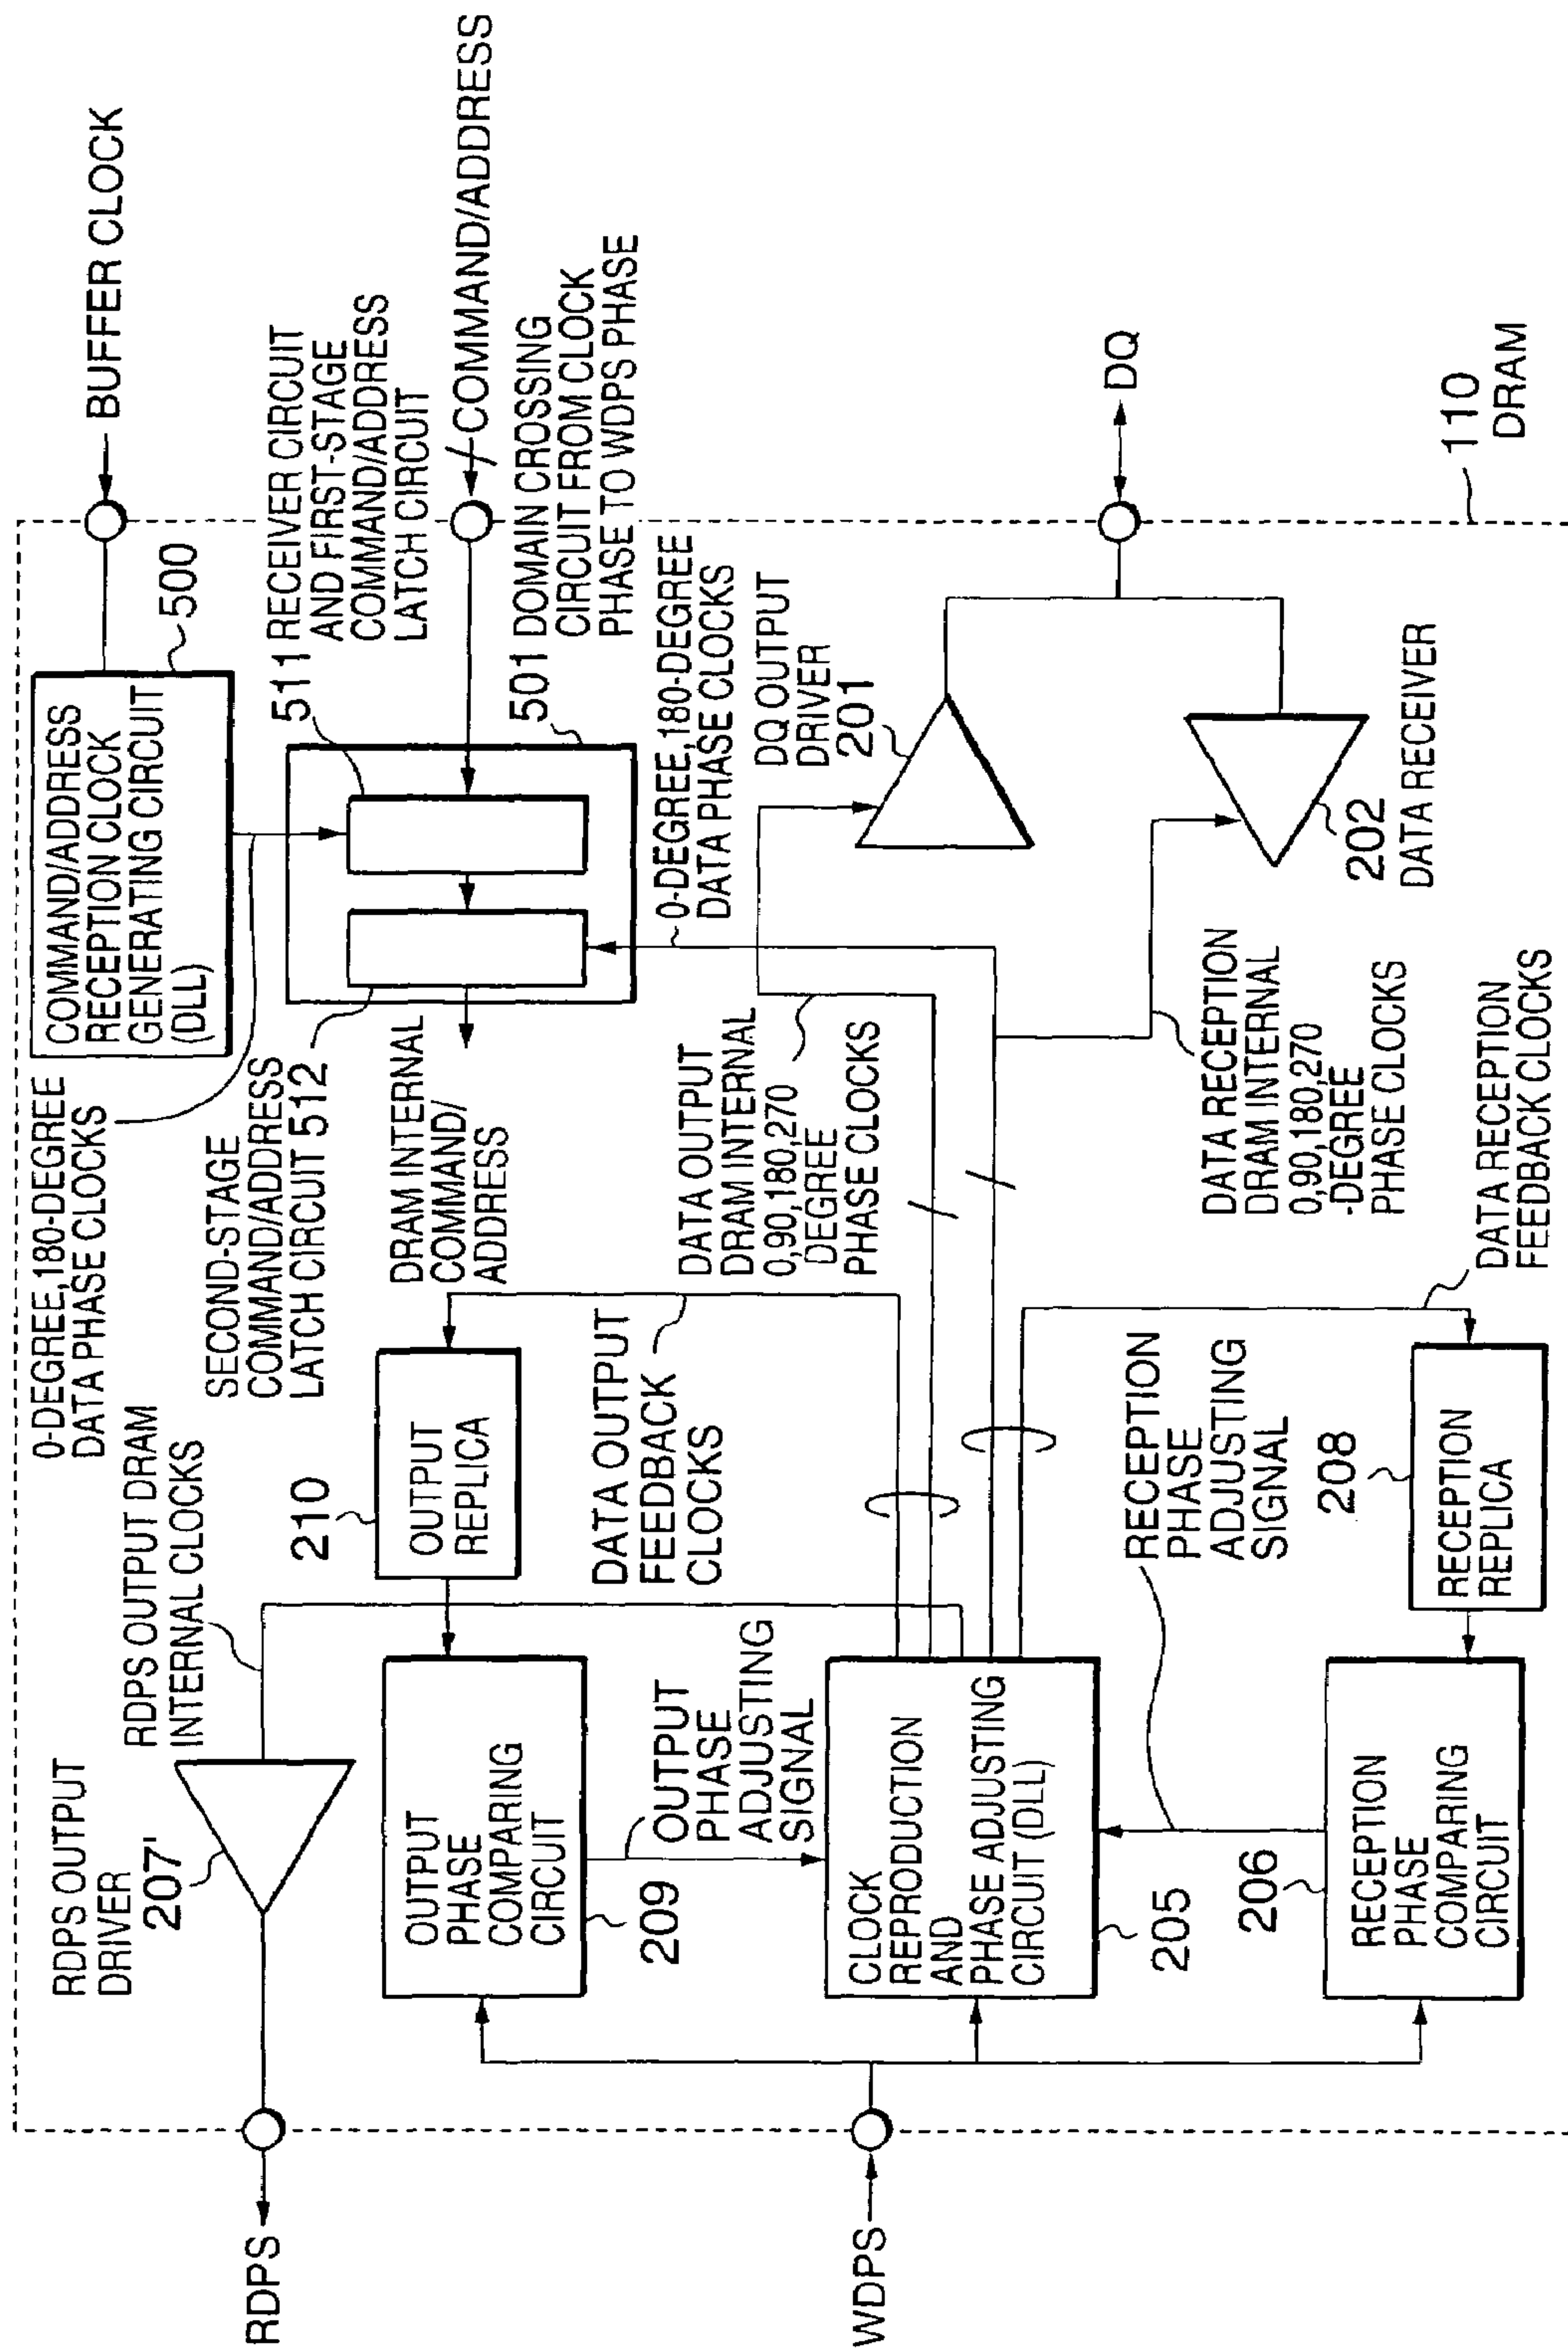 RDPS
WDPS
RDPS OUTPUT
DRIVER
207'
RDPS OUTPUT DRAM
INTERNAL CLOCKS
OUTPUT
PHASE
COMPARING
CIRCUIT
209
OUTPUT
PHASE
ADJUSTING
SIGNAL
CLOCK
REPRODUCTION
AND
PHASE ADJUSTING
CIRCUIT (DLL)
205
206
RECEPTION
PHASE
COMPARING
CIRCUIT
210
OUTPUT
REPLICA
DATA OUTPUT
FEEDBACK
CLOCKS
RECEPTION
PHASE
ADJUSTING
SIGNAL
208
RECEPTION
REPLICA
0-DEGREE,180-DEGREE
DATA PHASE CLOCKS
SECOND-STAGE
COMMAND/ADDRESS
LATCH CIRCUIT 512
DRAM INTERNAL
COMMAND/
ADDRESS
DATA OUTPUT
DRAM INTERNAL
0,90,180,270
DEGREE
PHASE CLOCKS
DATA RECEPTION
DRAM INTERNAL
0,90,180,270
-DEGREE
PHASE CLOCKS
DATA RECEPTION
FEEDBACK CLOCKS
COMMAND/ADDRESS
RECEPTION CLOCK
GENERATING CIRCUIT
(DLL)
500
511 RECEIVER CIRCUIT
AND FIRST-STAGE
COMMAND/ADDRESS
LATCH CIRCUIT
501 DOMAIN CROSSING
CIRCUIT FROM CLOCK
PHASE TO WDPS PHASE
0-DEGREE,180-DEGREE
DATA PHASE CLOCKS
DQ OUTPUT
DRIVER
201
202
DATA RECEIVER
BUFFER CLOCK
COMMAND/ADDRESS
DQ
110
DRAM